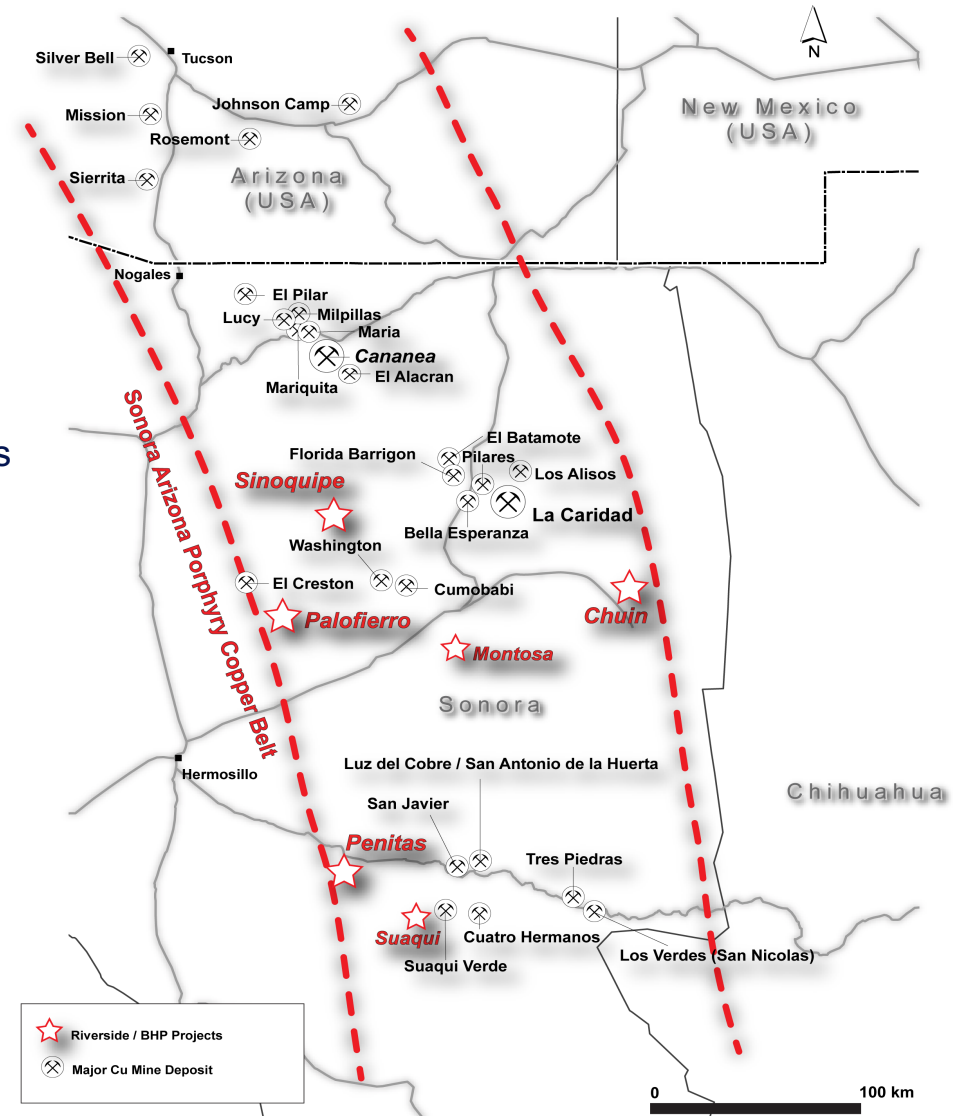 Silver Bell
Tucson
Johnson Camp
Mission
Rosemont
Sierrita
Arizona
(USA)
New Mexico
(USA)
N
Nogales
El Pilar
Lucy
Milpillas
Maria
Cananea
El Alacran
Mariquita
Sonora Arizona Porphyry Copper Belt
s
El Batamote
Florida Barrigon
Pilares
Los Alisos
Sinoquipe
La Caridad
Bella Esperanza
Washington
El Creston
Cumobabi
Palofierro
Chuin
Montosa
Sonora
Hermosillo
Luz del Cobre / San Antonio de la Huerta
Chihuahua
San Javier
Penitas
Tres Piedras
Suaqui
Cuatro Hermanos
Suaqui Verde
Los Verdes (San Nicolas)
Riverside / BHP Projects
Major Cu Mine Deposit
0 100 km